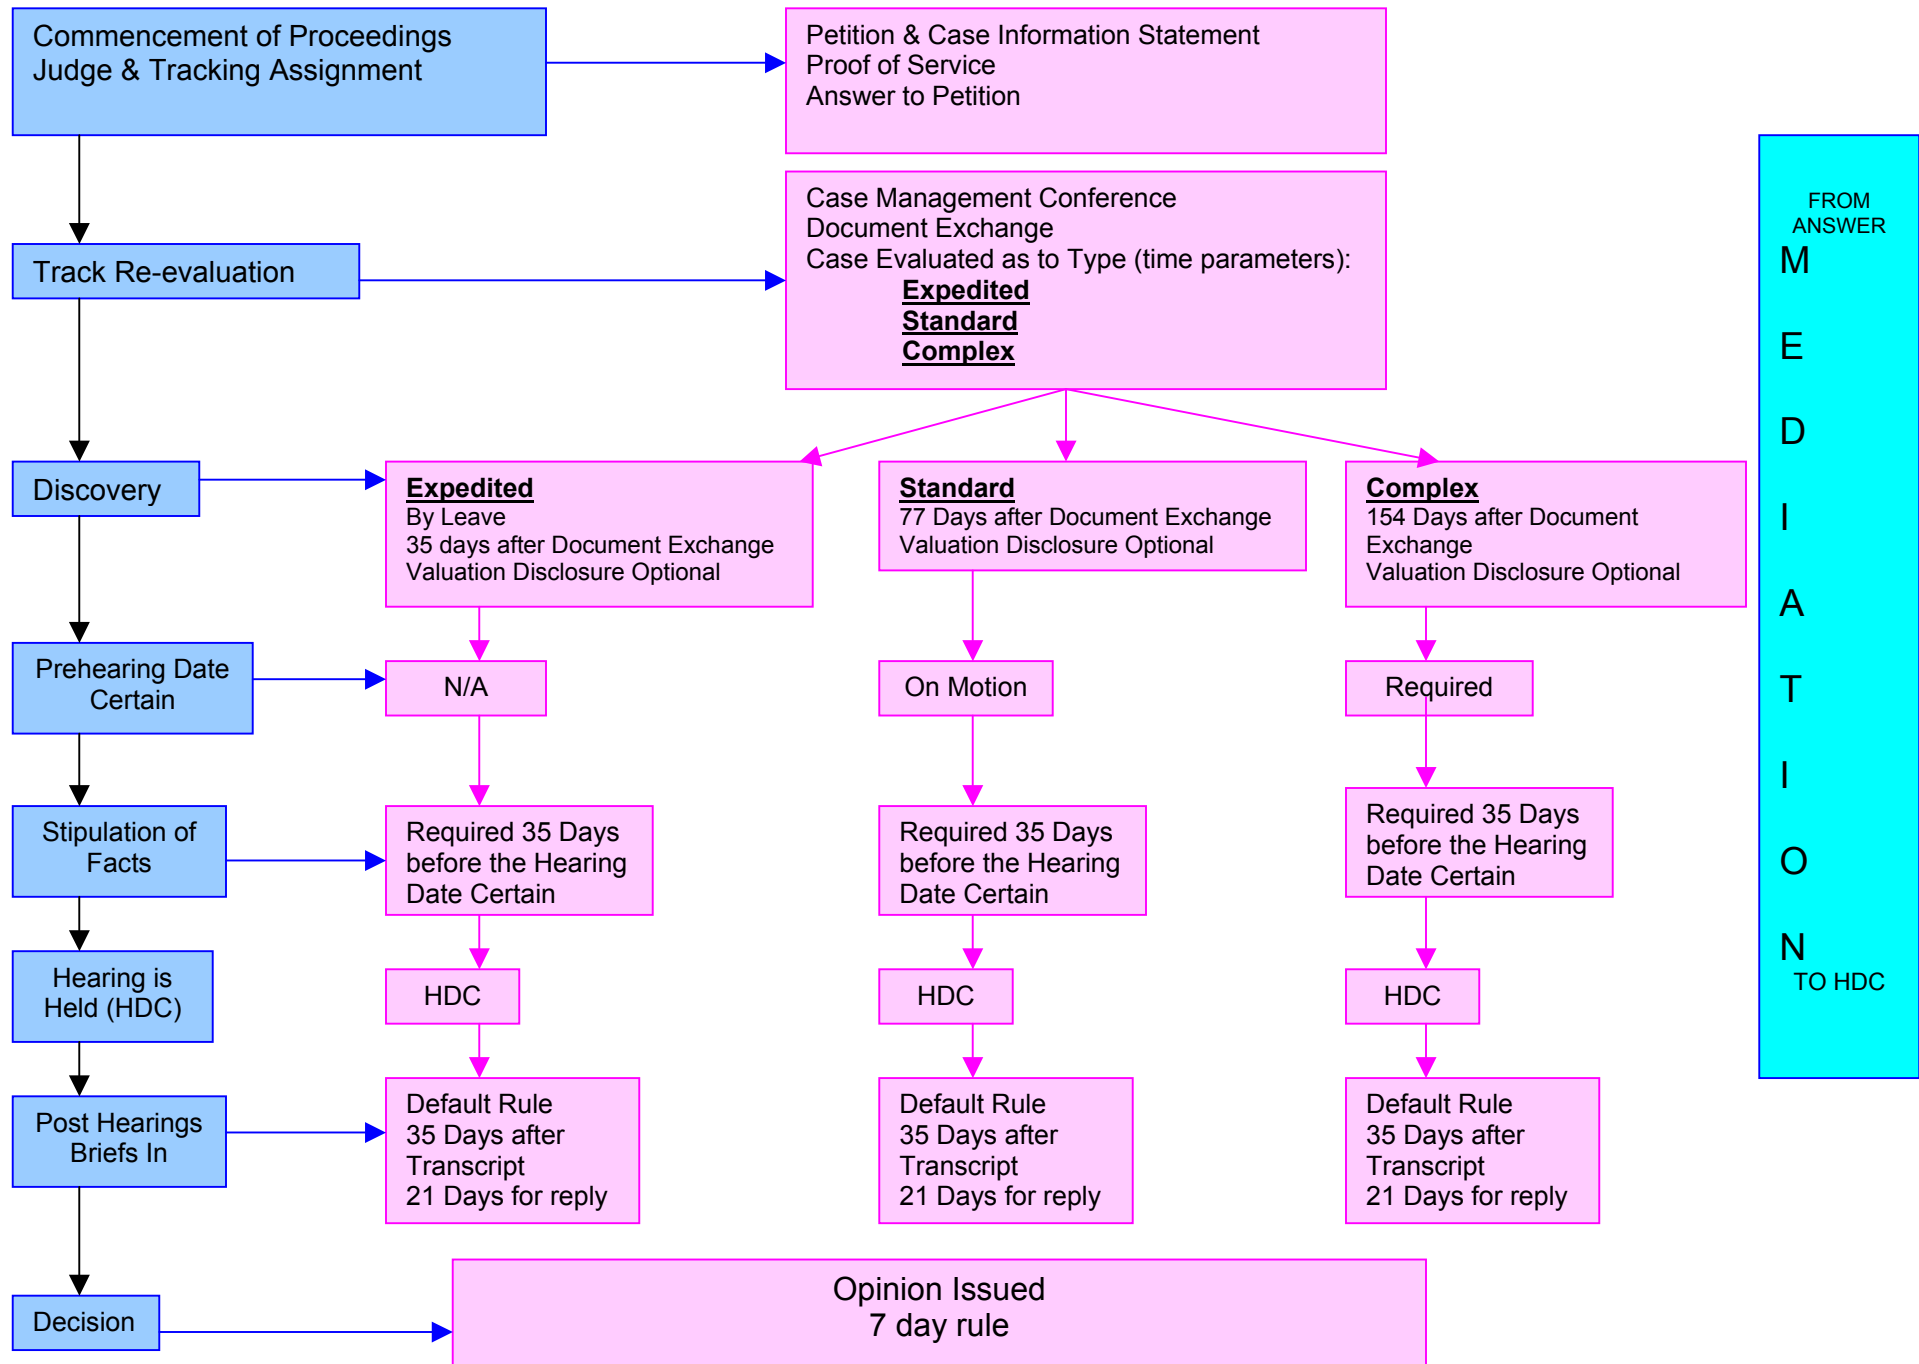 Commencement of Proceedings
Judge & Tracking Assignment
Petition & Case Information Statement
Proof of Service
Answer to Petition
Track Re-evaluation
Case Management Conference
Document Exchange
Case Evaluated as to Type (time parameters):
Expedited
Standard
Complex
Discovery
Expedited
By Leave
35 days after Document Exchange
Valuation Disclosure Optional
Standard
77 Days after Document Exchange
Valuation Disclosure Optional
Complex
154 Days after Document
Exchange
Valuation Disclosure Optional
Prehearing Date
Certain
N/A
On Motion
Required
Stipulation of
Facts
Required 35 Days
before the Hearing
Date Certain
Required 35 Days
before the Hearing
Date Certain
Required 35 Days
before the Hearing
Date Certain
Hearing is
Held (HDC)
HDC
HDC
HDC
Post Hearings
Briefs In
Default Rule
35 Days after
Transcript
21 Days for reply
Default Rule
35 Days after
Transcript
21 Days for reply
Default Rule
35 Days after
Transcript
21 Days for reply
Decision
Opinion Issued
7 day rule
FROM
ANSWER
M
E
D
I
A
T
I
O
N
TO HDC